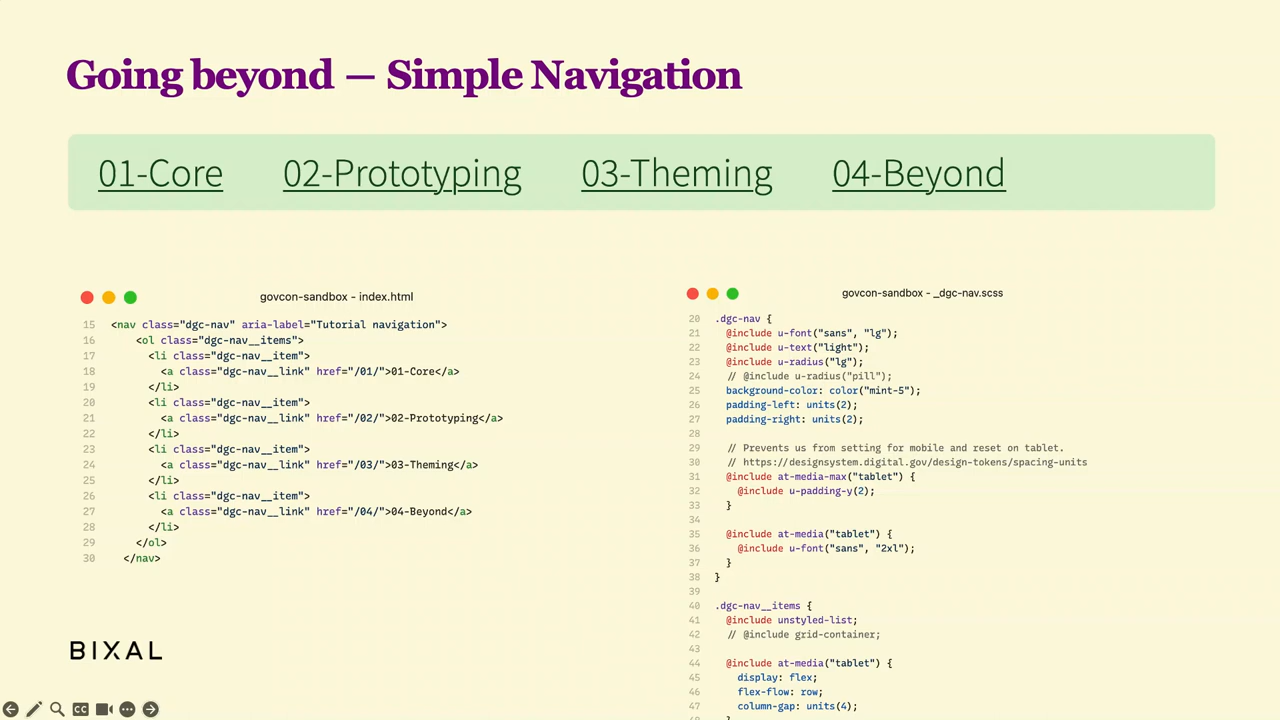 Going beyond — Simple Navigation
01-Core 02-Prototyping 03-Theming 04-Beyond
govcon-sandbox - index.html
15 <nav class="dgc-nav" aria-label="Tutorial navigation">
16 <ol class="dgc-nav__items">
17 <li class="dgc-nav__item">
18 <a class="dgc-nav__link" href="/01/">01-Core</a>
19 </li>
20 <li class="dgc-nav__item">
21 <a class="dgc-nav__link" href="/02/">02-Prototyping</a>
22 </li>
23 <li class="dgc-nav__item">
24 <a class="dgc-nav__link" href="/03/">03-Theming</a>
25 </li>
26 <li class="dgc-nav__item">
27 <a class="dgc-nav__link" href="/04/">04-Beyond</a>
28 </li>
29 </ol>
30 </nav>
govcon-sandbox - _dgc-nav.scss
20 .dgc-nav {
21 @include u-font("sans", "lg");
22 @include u-text("light");
23 @include u-radius("lg");
24 // @include u-radius("pill");
25 background-color: color("mint-5");
26 padding-left: units(2);
27 padding-right: units(2);
28
29 // Prevents us from setting for mobile and reset on tablet.
30 // https://designsystem.digital.gov/design-tokens/spacing-units
31 @include at-media-max("tablet") {
32 @include u-padding-y(2);
33 }
34
35 @include at-media("tablet") {
36 @include u-font("sans", "2xl");
37 }
38 }
39
40 .dgc-nav__items {
41 @include unstyled-list;
42 // @include grid-container;
43
44 @include at-media("tablet") {
45 display: flex;
46 flex-flow: row;
47 column-gap: units(4);
BIXAL
CC